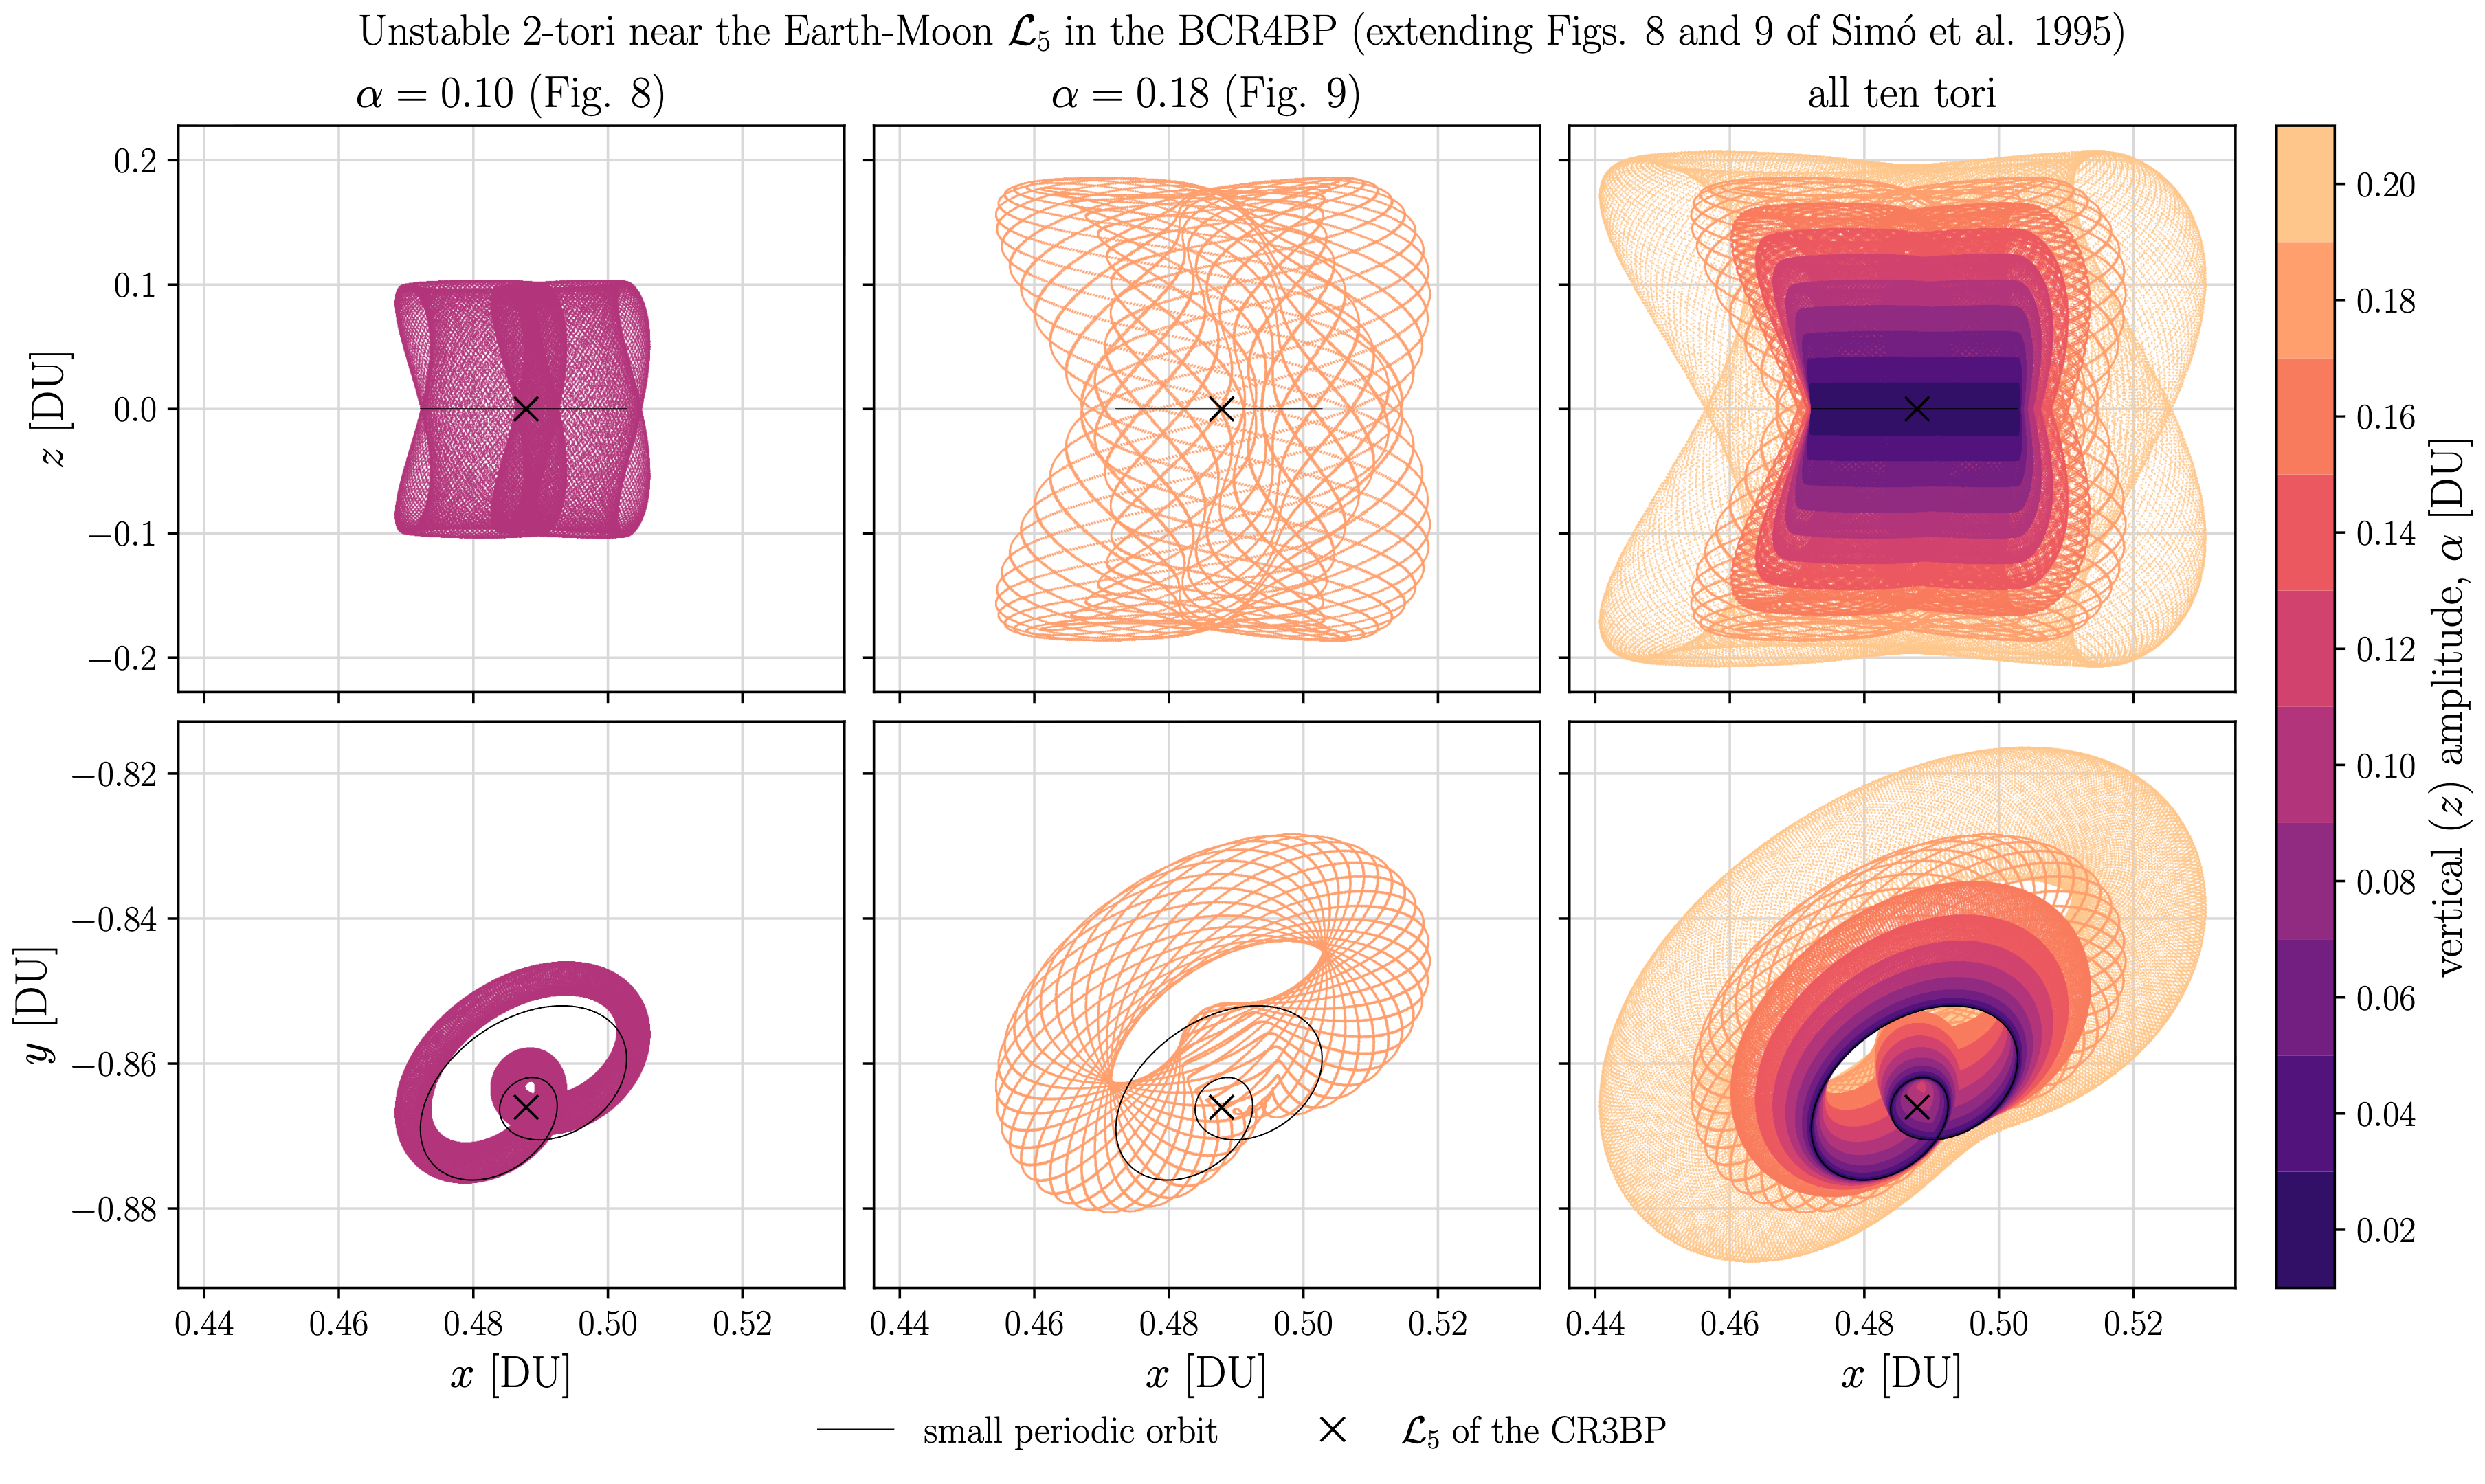 Unstable 2-tori near the Earth-Moon 𝓛₅ in the BCR4BP (extending Figs. 8 and 9 of Simó et al. 1995)
α = 0.10 (Fig. 8)
α = 0.18 (Fig. 9)
all ten tori
z [DU]
0.2
0.1
0.0
−0.1
−0.2
y [DU]
−0.82
−0.84
−0.86
−0.88
0.44 0.46 0.48 0.50 0.52
0.44 0.46 0.48 0.50 0.52
0.44 0.46 0.48 0.50 0.52
x [DU]
x [DU]
x [DU]
0.20
0.18
0.16
0.14
0.12
0.10
0.08
0.06
0.04
0.02
vertical (z) amplitude, α [DU]
small periodic orbit
𝓛₅ of the CR3BP